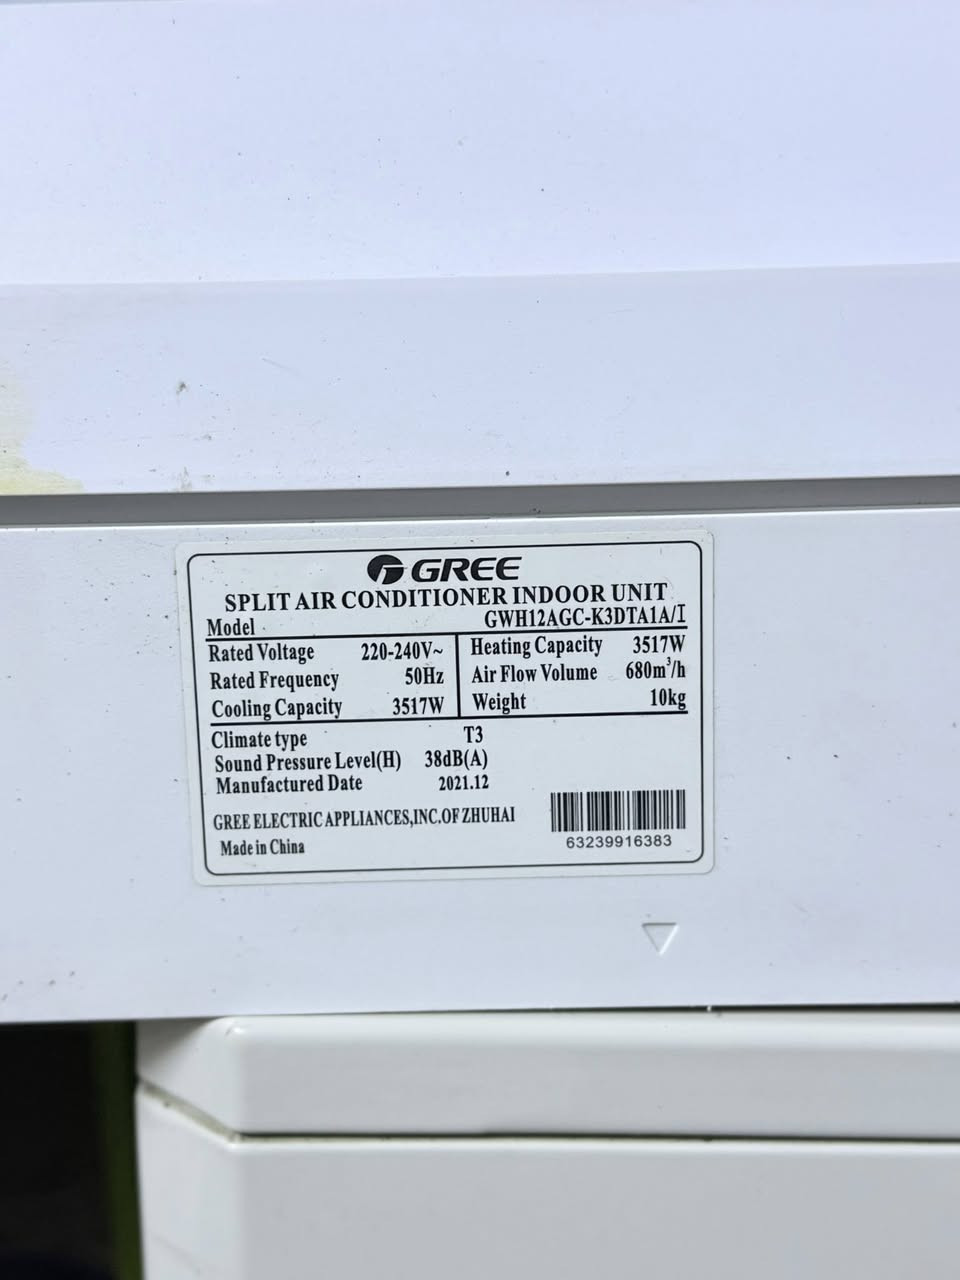 GREE
SPLIT AIR CONDITIONER INDOOR UNIT
Model GWH12AGC-K3DTA1A/I
Rated Voltage 220-240V~ Heating Capacity 3517W
Rated Frequency 50Hz Air Flow Volume 680m³/h
Cooling Capacity 3517W Weight 10kg
Climate type T3
Sound Pressure Level(H) 38dB(A)
Manufactured Date 2021.12
GREE ELECTRIC APPLIANCES,INC.OF ZHUHAI
Made in China
63239916383